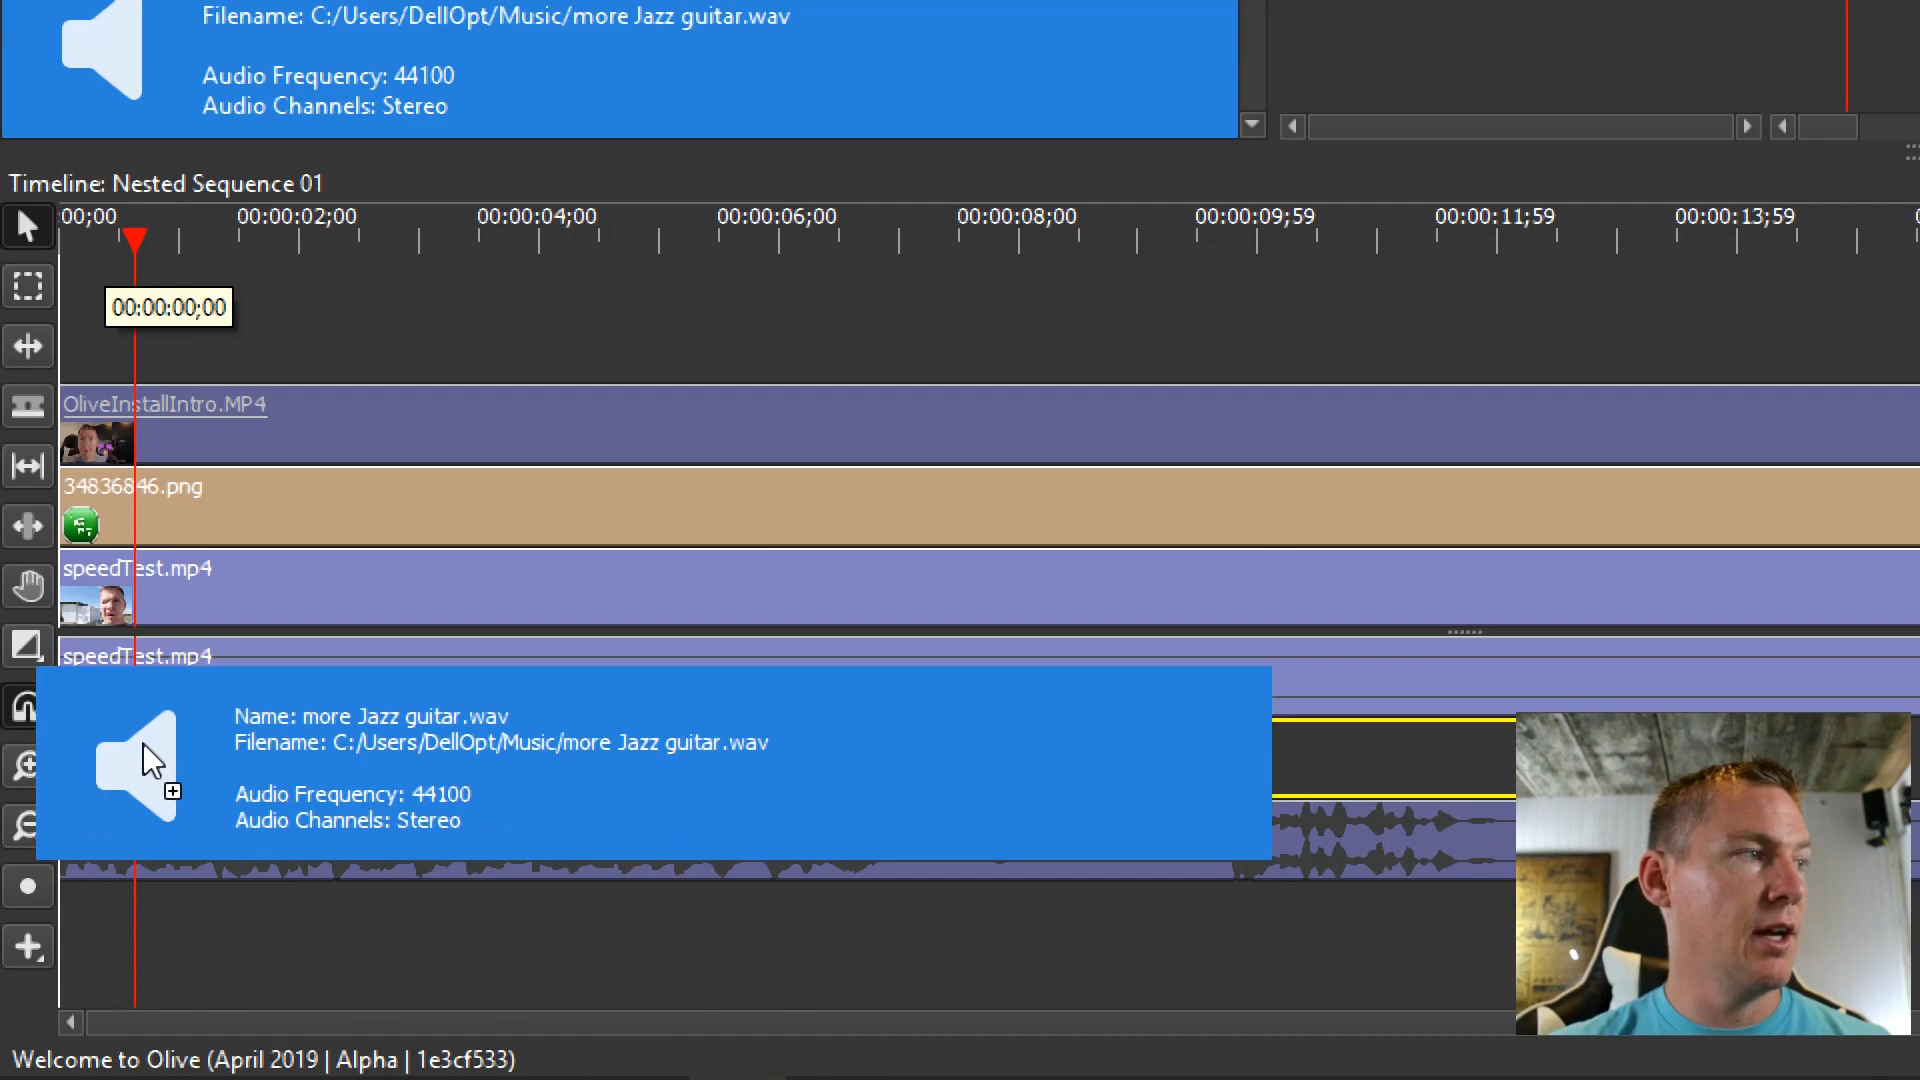 Filename: C:/Users/DellOpt/Music/more Jazz guitar.wav
Audio Frequency: 44100
Audio Channels: Stereo
Timeline: Nested Sequence 01
00;00 00:00:02;00 00:00:04;00 00:00:06;00 00:00:08;00 00:00:09;59 00:00:11;59 00:00:13;59
00:00:00;00
OliveInstallIntro.MP4
34836846.png
speedTest.mp4
speedTest.mp4
Name: more Jazz guitar.wav
Filename: C:/Users/DellOpt/Music/more Jazz guitar.wav
Audio Frequency: 44100
Audio Channels: Stereo
Welcome to Olive (April 2019 | Alpha | 1e3cf533)